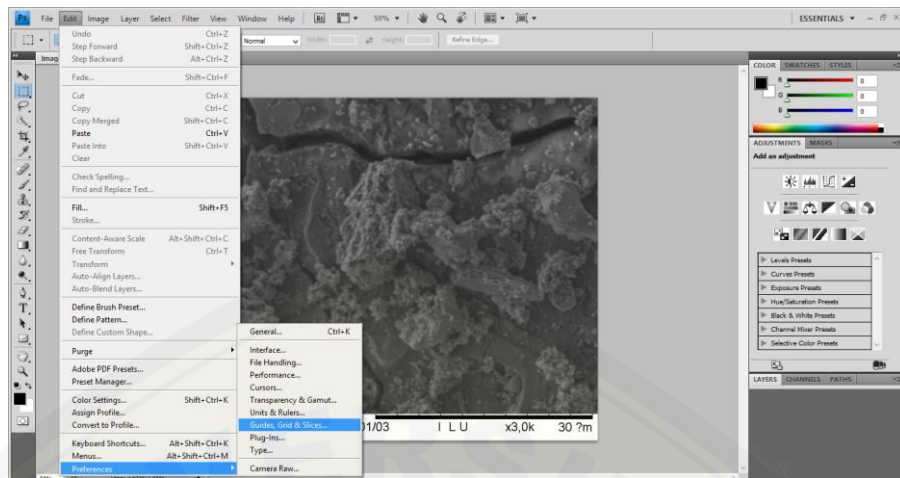 Ps File Edit Image Layer Select Filter View Window Help Br 50% ESSENTIALS
Normal Width: Height: Refine Edge...
Imag
Undo Ctrl+Z
Step Forward Shift+Ctrl+Z
Step Backward Alt+Ctrl+Z
Fade... Shift+Ctrl+F
Cut Ctrl+X
Copy Ctrl+C
Copy Merged Shift+Ctrl+C
Paste Ctrl+V
Paste Into Shift+Ctrl+V
Clear
Check Spelling...
Find and Replace Text...
Fill... Shift+F5
Stroke...
Content-Aware Scale Alt+Shift+Ctrl+C
Free Transform Ctrl+T
Transform
Auto-Align Layers...
Auto-Blend Layers...
Define Brush Preset...
Define Pattern...
Define Custom Shape...
Purge
Adobe PDF Presets...
Preset Manager...
Color Settings... Shift+Ctrl+K
Assign Profile...
Convert to Profile...
Keyboard Shortcuts... Alt+Shift+Ctrl+K
Menus... Alt+Shift+Ctrl+M
Preferences
General... Ctrl+K
Interface...
File Handling...
Performance...
Cursors...
Transparency & Gamut...
Units & Rulers...
Guides, Grid & Slices...
Plug-Ins...
Type...
Camera Raw...
01/03 I L U x3,0k 30 ?m
COLOR SWATCHES STYLES
R 0
G 0
B 0
ADJUSTMENTS MASKS
Add an adjustment
Levels Presets
Curves Presets
Exposure Presets
Hue/Saturation Presets
Black & White Presets
Channel Mixer Presets
Selective Color Presets
LAYERS CHANNELS PATHS